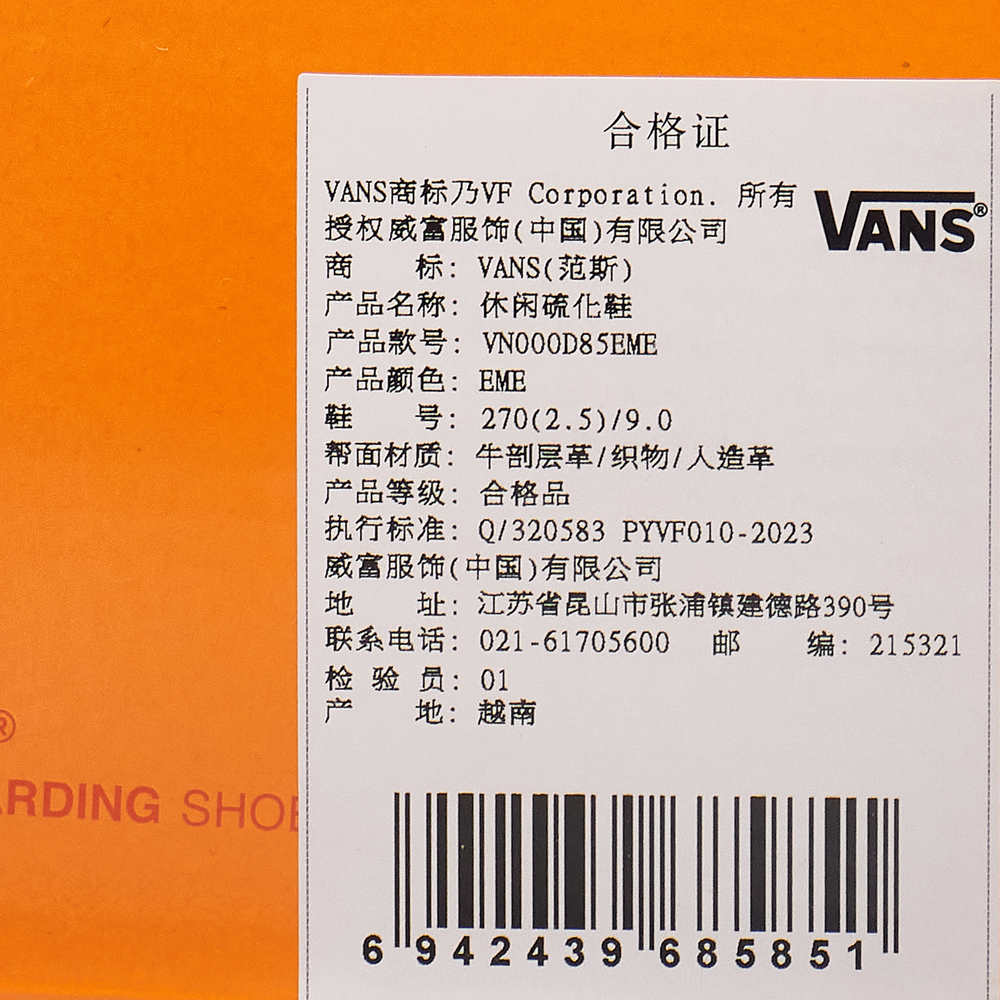 合格证
VANS商标乃VF Corporation. 所有
授权威富服饰(中国)有限公司
VANS®
商 标: VANS(范斯)
产品名称: 休闲硫化鞋
产品款号: VN000D85EME
产品颜色: EME
鞋 号: 270(2.5)/9.0
帮面材质: 牛剖层革/织物/人造革
产品等级: 合格品
执行标准: Q/320583 PYVF010-2023
威富服饰(中国)有限公司
地 址: 江苏省昆山市张浦镇建德路390号
联系电话: 021-61705600 邮 编: 215321
检 验 员: 01
产 地: 越南
®
ARDING SHOE
6 942439 685851